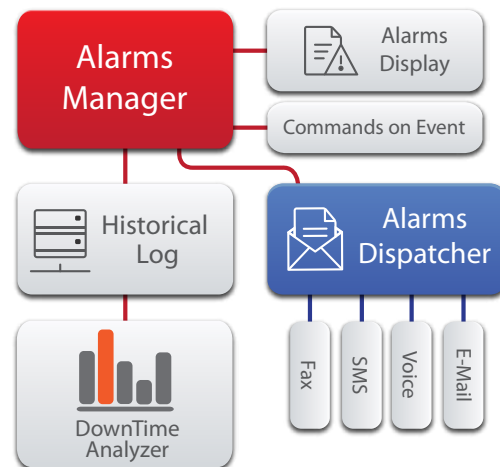 Alarms
Manager
Alarms
Display
Commands on Event
Historical
Log
Alarms
Dispatcher
DownTime
Analyzer
Fax
SMS
Voice
E-Mail